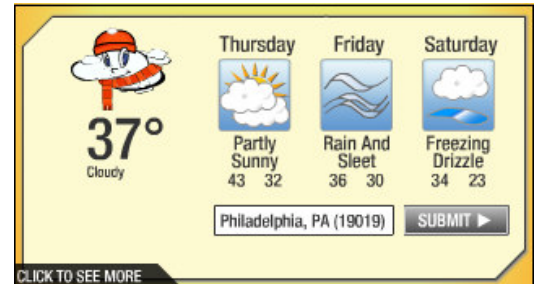 Thursday Friday Saturday
37°
Cloudy
Partly Sunny
43 32
Rain And Sleet
36 30
Freezing Drizzle
34 23
Philadelphia, PA (19019) SUBMIT
CLICK TO SEE MORE